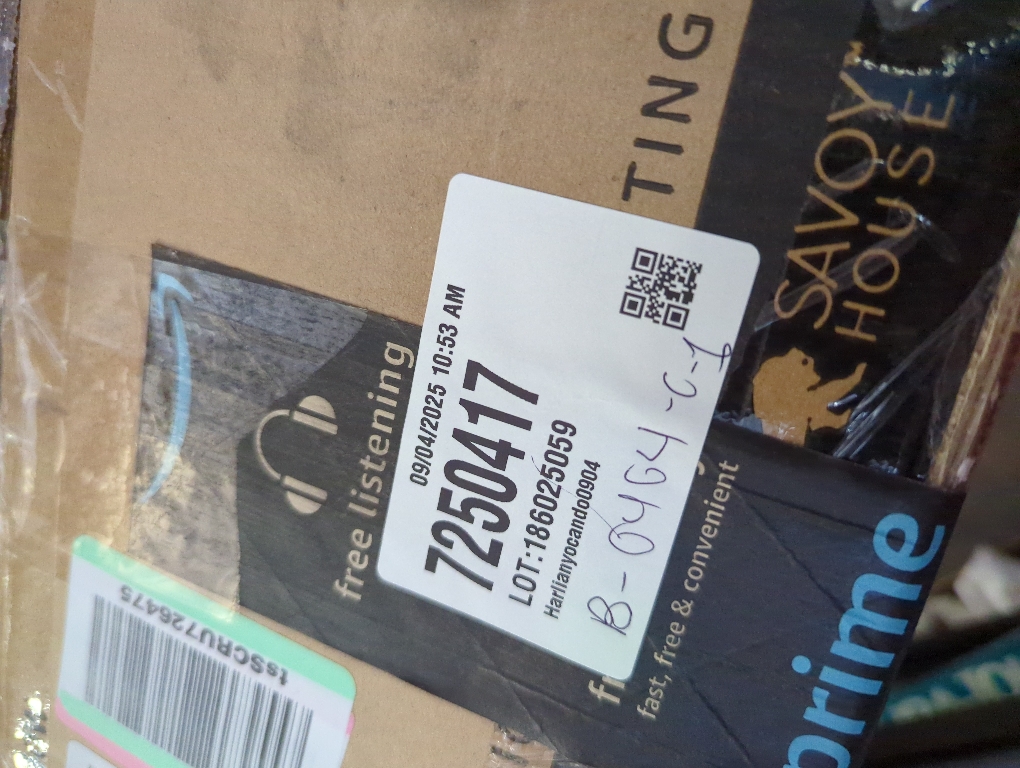 09/04/2025 10:53 AM
7250417
LOT:186025059
Harlianyocando0904
B-0464-C-1
free listening
fast, free & convenient
prime
TING
SAVOY™
HOUSE
tsSCRU726475